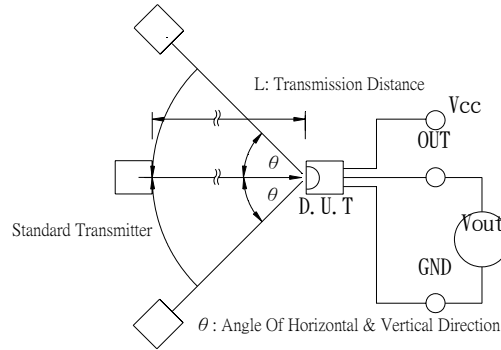 L: Transmission Distance
Vcc
OUT
θ
θ
D.U.T
Standard Transmitter
Vout
GND
θ: Angle Of Horizontal & Vertical Direction